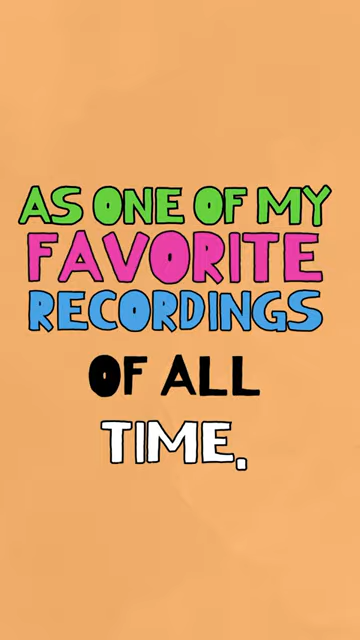 AS ONE OF MY
FAVORITE
RECORDINGS
OF ALL
TIME.